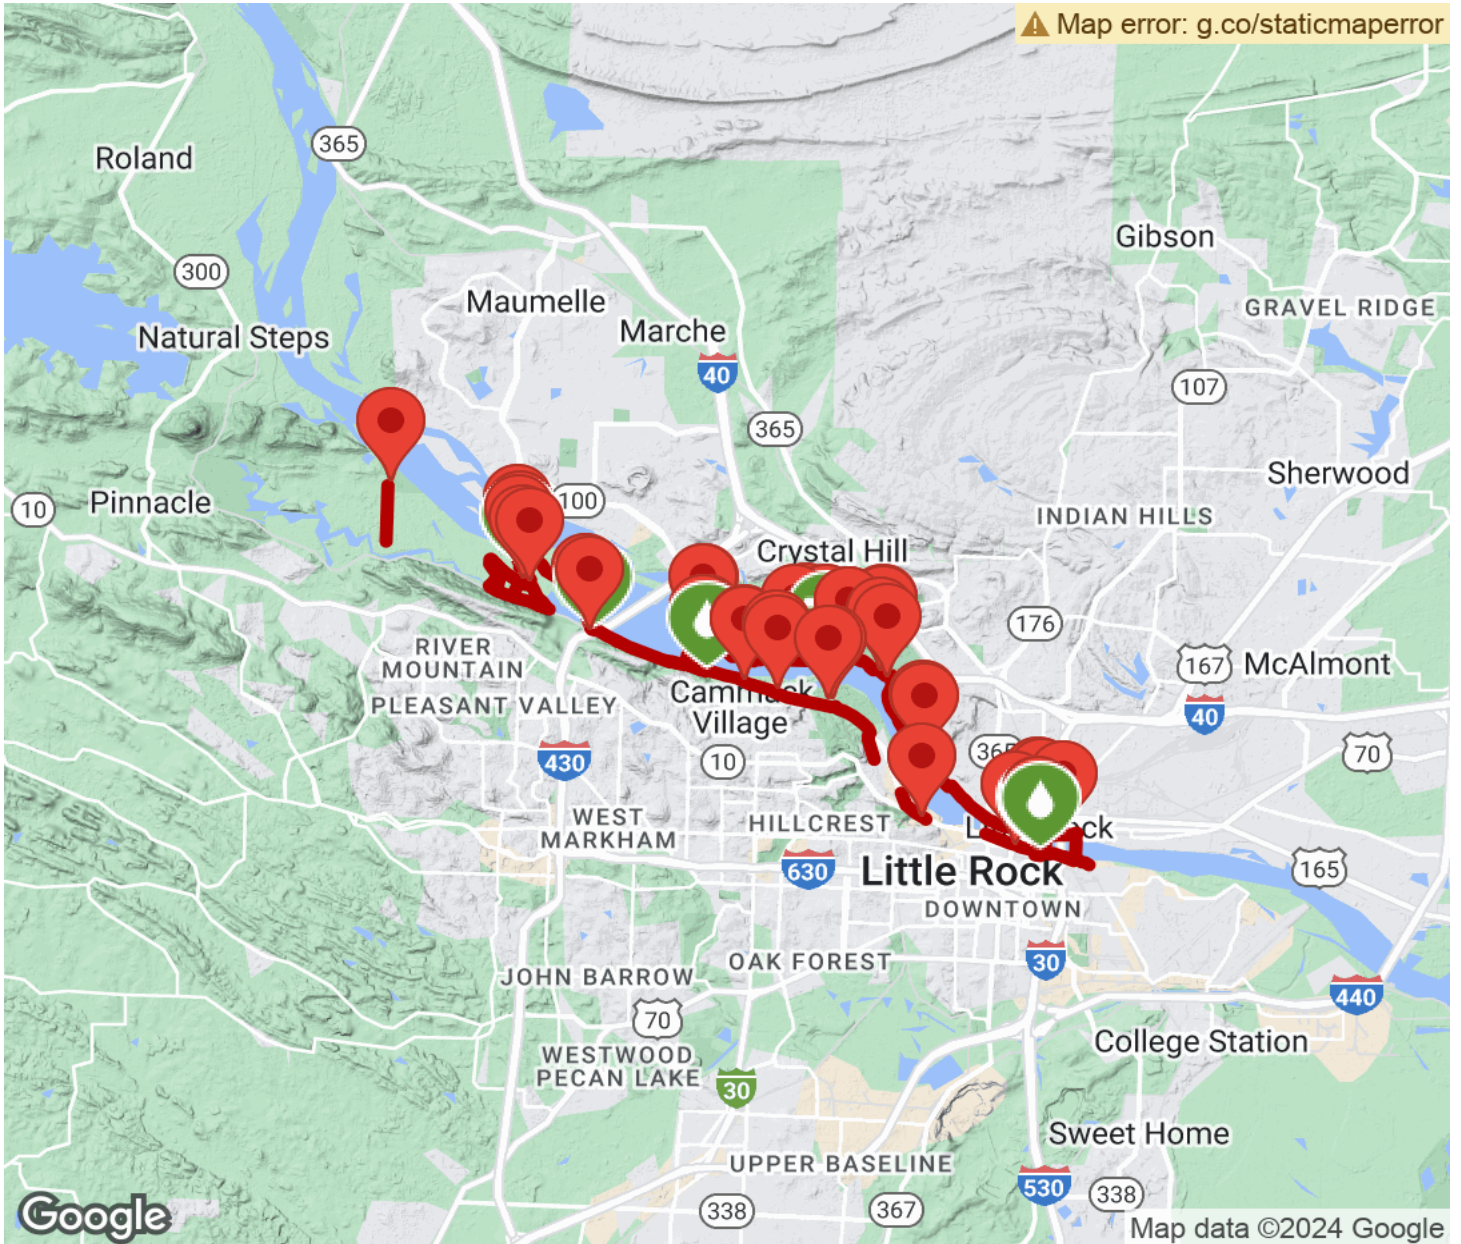 Map error: g.co/staticmaperror
365
Roland
Gibson
300
Maumelle
GRAVEL RIDGE
Natural Steps
Marche
40
107
365
Sherwood
10
Pinnacle
100
INDIAN HILLS
Crystal Hill
176
RIVER
MOUNTAIN
167
McAlmont
PLEASANT VALLEY
Cammack
Village
40
430
10
365
70
WEST
MARKHAM
HILLCREST
630
Little Rock
165
DOWNTOWN
OAK FOREST
30
JOHN BARROW
440
70
College Station
WESTWOOD
PECAN LAKE
30
Sweet Home
UPPER BASELINE
530
338
338
367
Google
Map data ©2024 Google